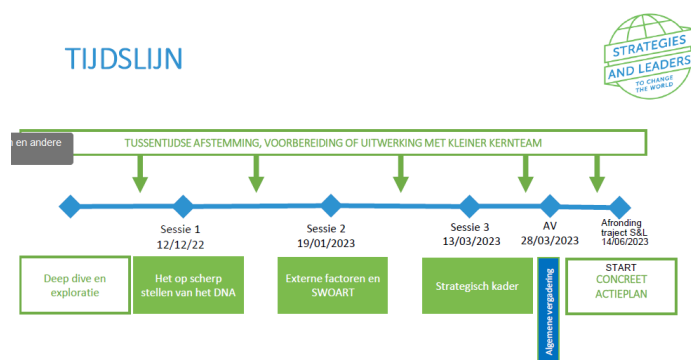 TIJDSLIJN
STRATEGIES
AND LEADERS
TO CHANGE
THE WORLD
en andere
TUSSENTIJDSE AFSTEMMING, VOORBEREIDING OF UITWERKING MET KLEINER KERNTEAM
Sessie 1
12/12/22
Sessie 2
19/01/2023
Sessie 3
13/03/2023
AV
28/03/2023
Afronding
traject S&L
14/06/2023
Deep dive en
exploratie
Het op scherp
stellen van het DNA
Externe factoren en
SWOART
Strategisch kader
Algemene vergadering
START
CONCREET
ACTIEPLAN